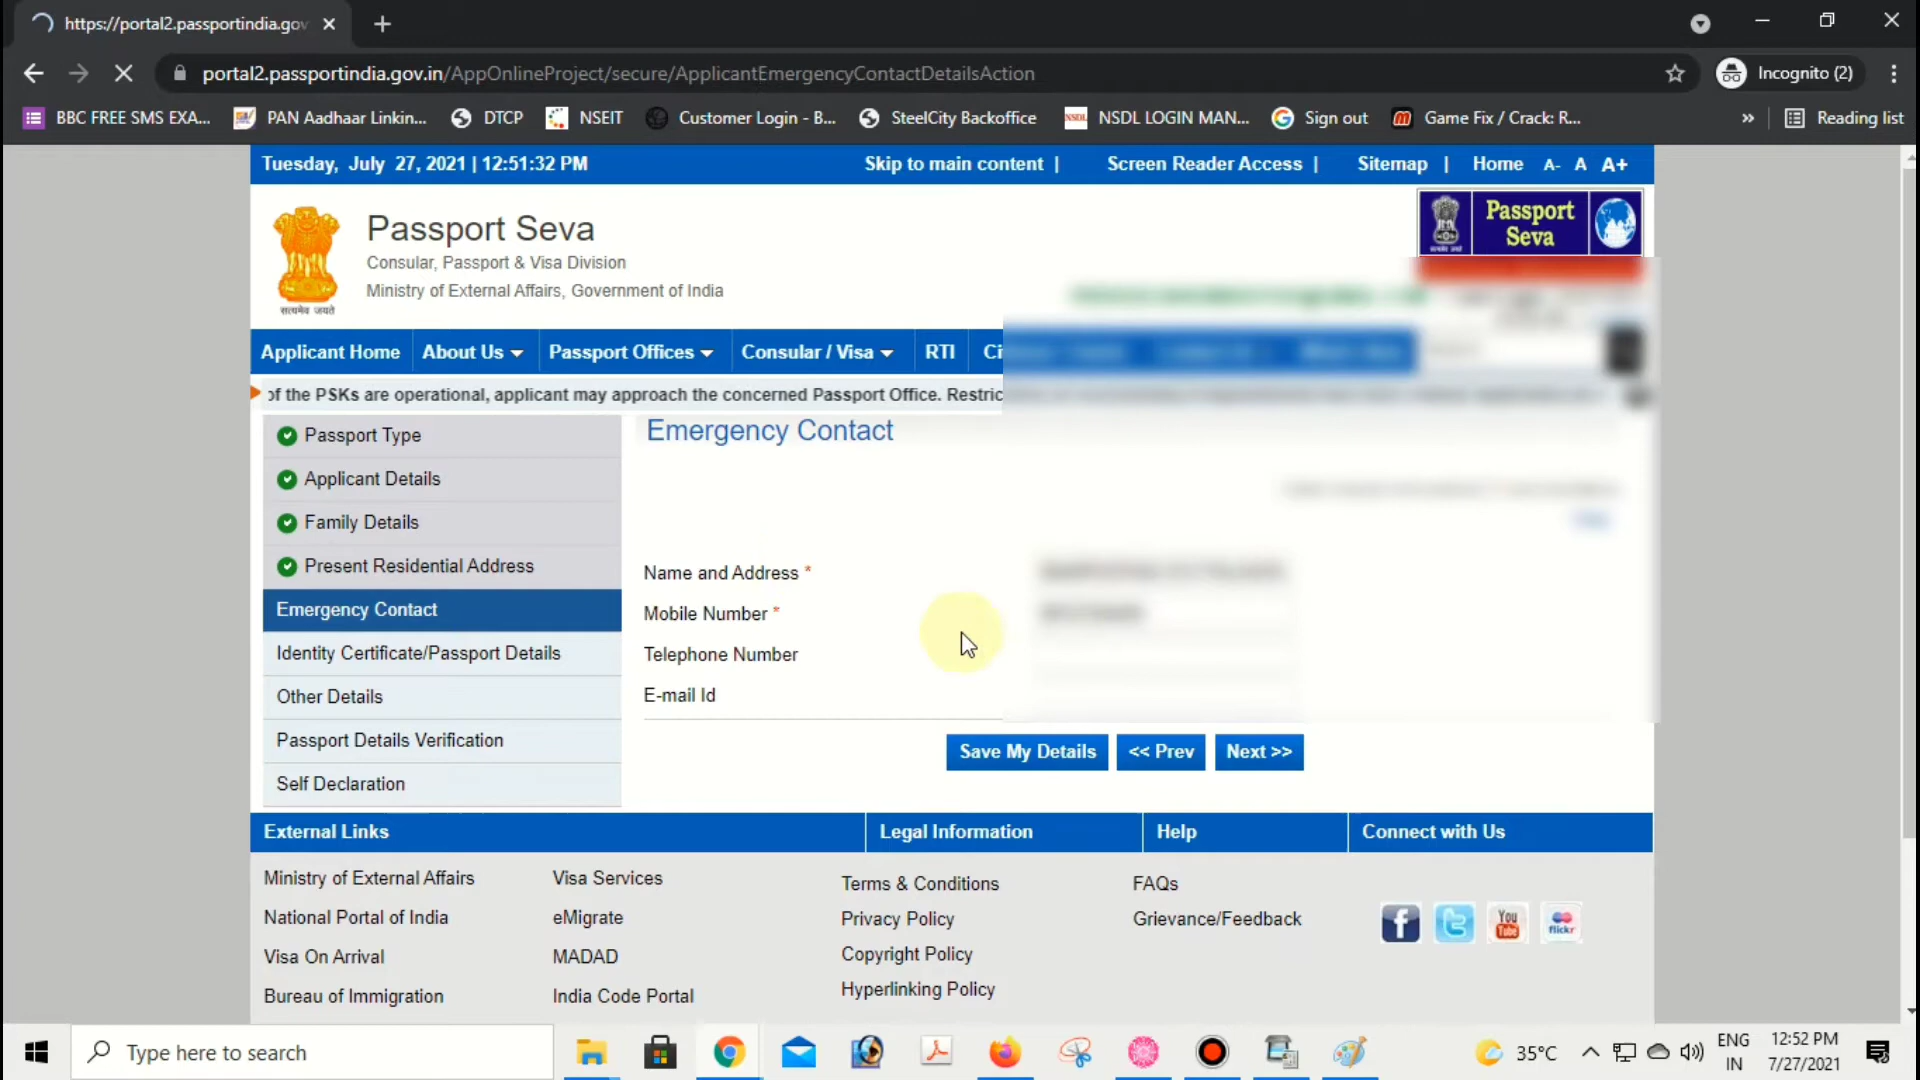 https://portal2.passportindia.gov
portal2.passportindia.gov.in/AppOnlineProject/secure/ApplicantEmergencyContactDetailsAction
Incognito (2)
BBC FREE SMS EXA...
PAN Aadhaar Linkin...
DTCP
NSEIT
Customer Login - B...
SteelCity Backoffice
NSDL LOGIN MAN...
Sign out
Game Fix / Crack: R...
»
Reading list
Tuesday, July 27, 2021 | 12:51:32 PM
Skip to main content |
Screen Reader Access |
Sitemap |
Home
A-
A
A+
Passport Seva
Consular, Passport & Visa Division
Ministry of External Affairs, Government of India
सत्यमेव जयते
Passport
Seva
Applicant Home
About Us
Passport Offices
Consular / Visa
RTI
of the PSKs are operational, applicant may approach the concerned Passport Office.
Emergency Contact
Passport Type
Applicant Details
Family Details
Present Residential Address
Emergency Contact
Identity Certificate/Passport Details
Other Details
Passport Details Verification
Self Declaration
Name and Address *
Mobile Number *
Telephone Number
E-mail Id
Save My Details
<< Prev
Next >>
External Links
Legal Information
Help
Connect with Us
Ministry of External Affairs
Visa Services
Terms & Conditions
FAQs
National Portal of India
eMigrate
Privacy Policy
Grievance/Feedback
Visa On Arrival
MADAD
Copyright Policy
Bureau of Immigration
India Code Portal
Hyperlinking Policy
You
Tube
flickr
Type here to search
35°C
ENG
IN
12:52 PM
7/27/2021